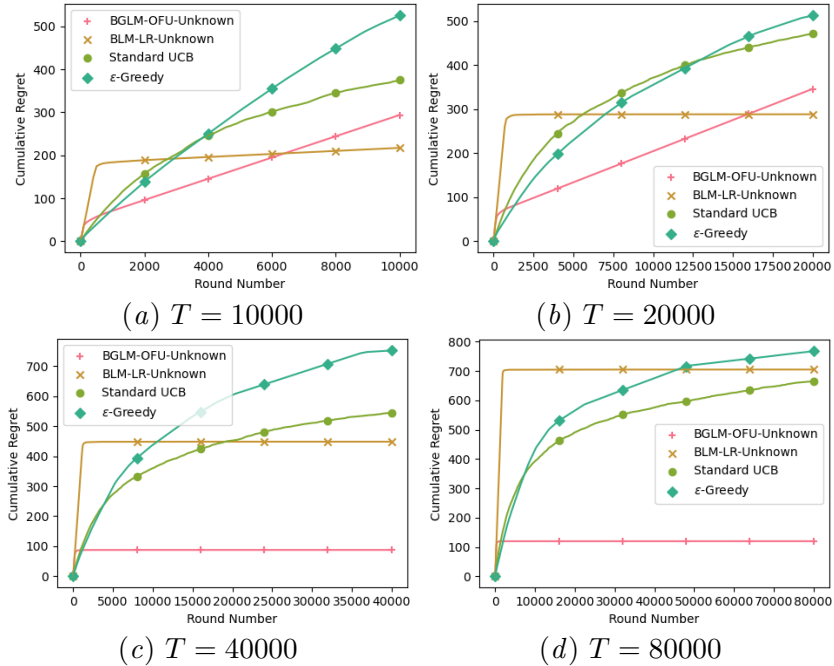 500
400
300
200
100
0
Cumulative Regret
BGLM-OFU-Unknown
BLM-LR-Unknown
Standard UCB
ε-Greedy
0 2000 4000 6000 8000 10000
Round Number
(a) T = 10000
500
400
300
200
100
0
Cumulative Regret
BGLM-OFU-Unknown
BLM-LR-Unknown
Standard UCB
ε-Greedy
0 2500 5000 7500 10000 12500 15000 17500 20000
Round Number
(b) T = 20000
700
600
500
400
300
200
100
0
Cumulative Regret
BGLM-OFU-Unknown
BLM-LR-Unknown
Standard UCB
ε-Greedy
0 5000 10000 15000 20000 25000 30000 35000 40000
Round Number
(c) T = 40000
800
700
600
500
400
300
200
100
0
Cumulative Regret
BGLM-OFU-Unknown
BLM-LR-Unknown
Standard UCB
ε-Greedy
0 10000 20000 30000 40000 50000 60000 70000 80000
Round Number
(d) T = 80000